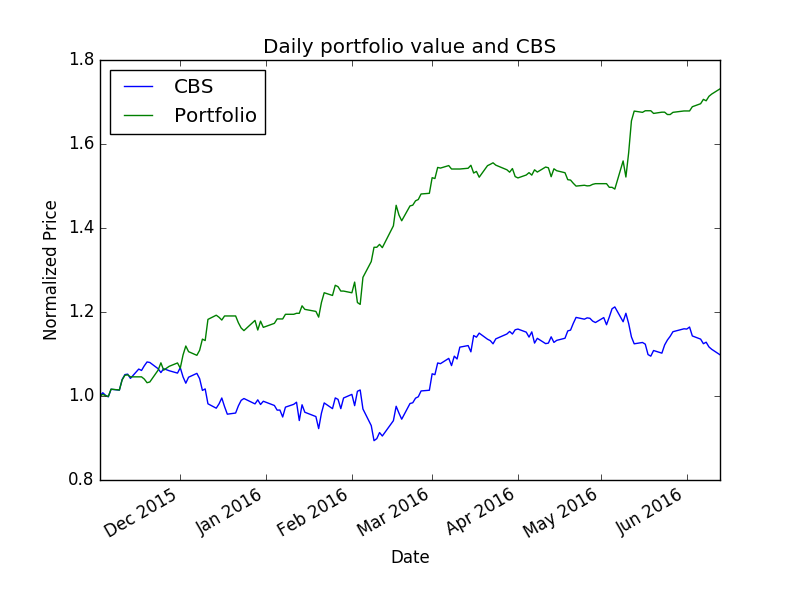 Daily portfolio value and CBS
CBS
Portfolio
1.8
1.6
1.4
1.2
1.0
0.8
Normalized Price
Dec 2015
Jan 2016
Feb 2016
Mar 2016
Apr 2016
May 2016
Jun 2016
Date